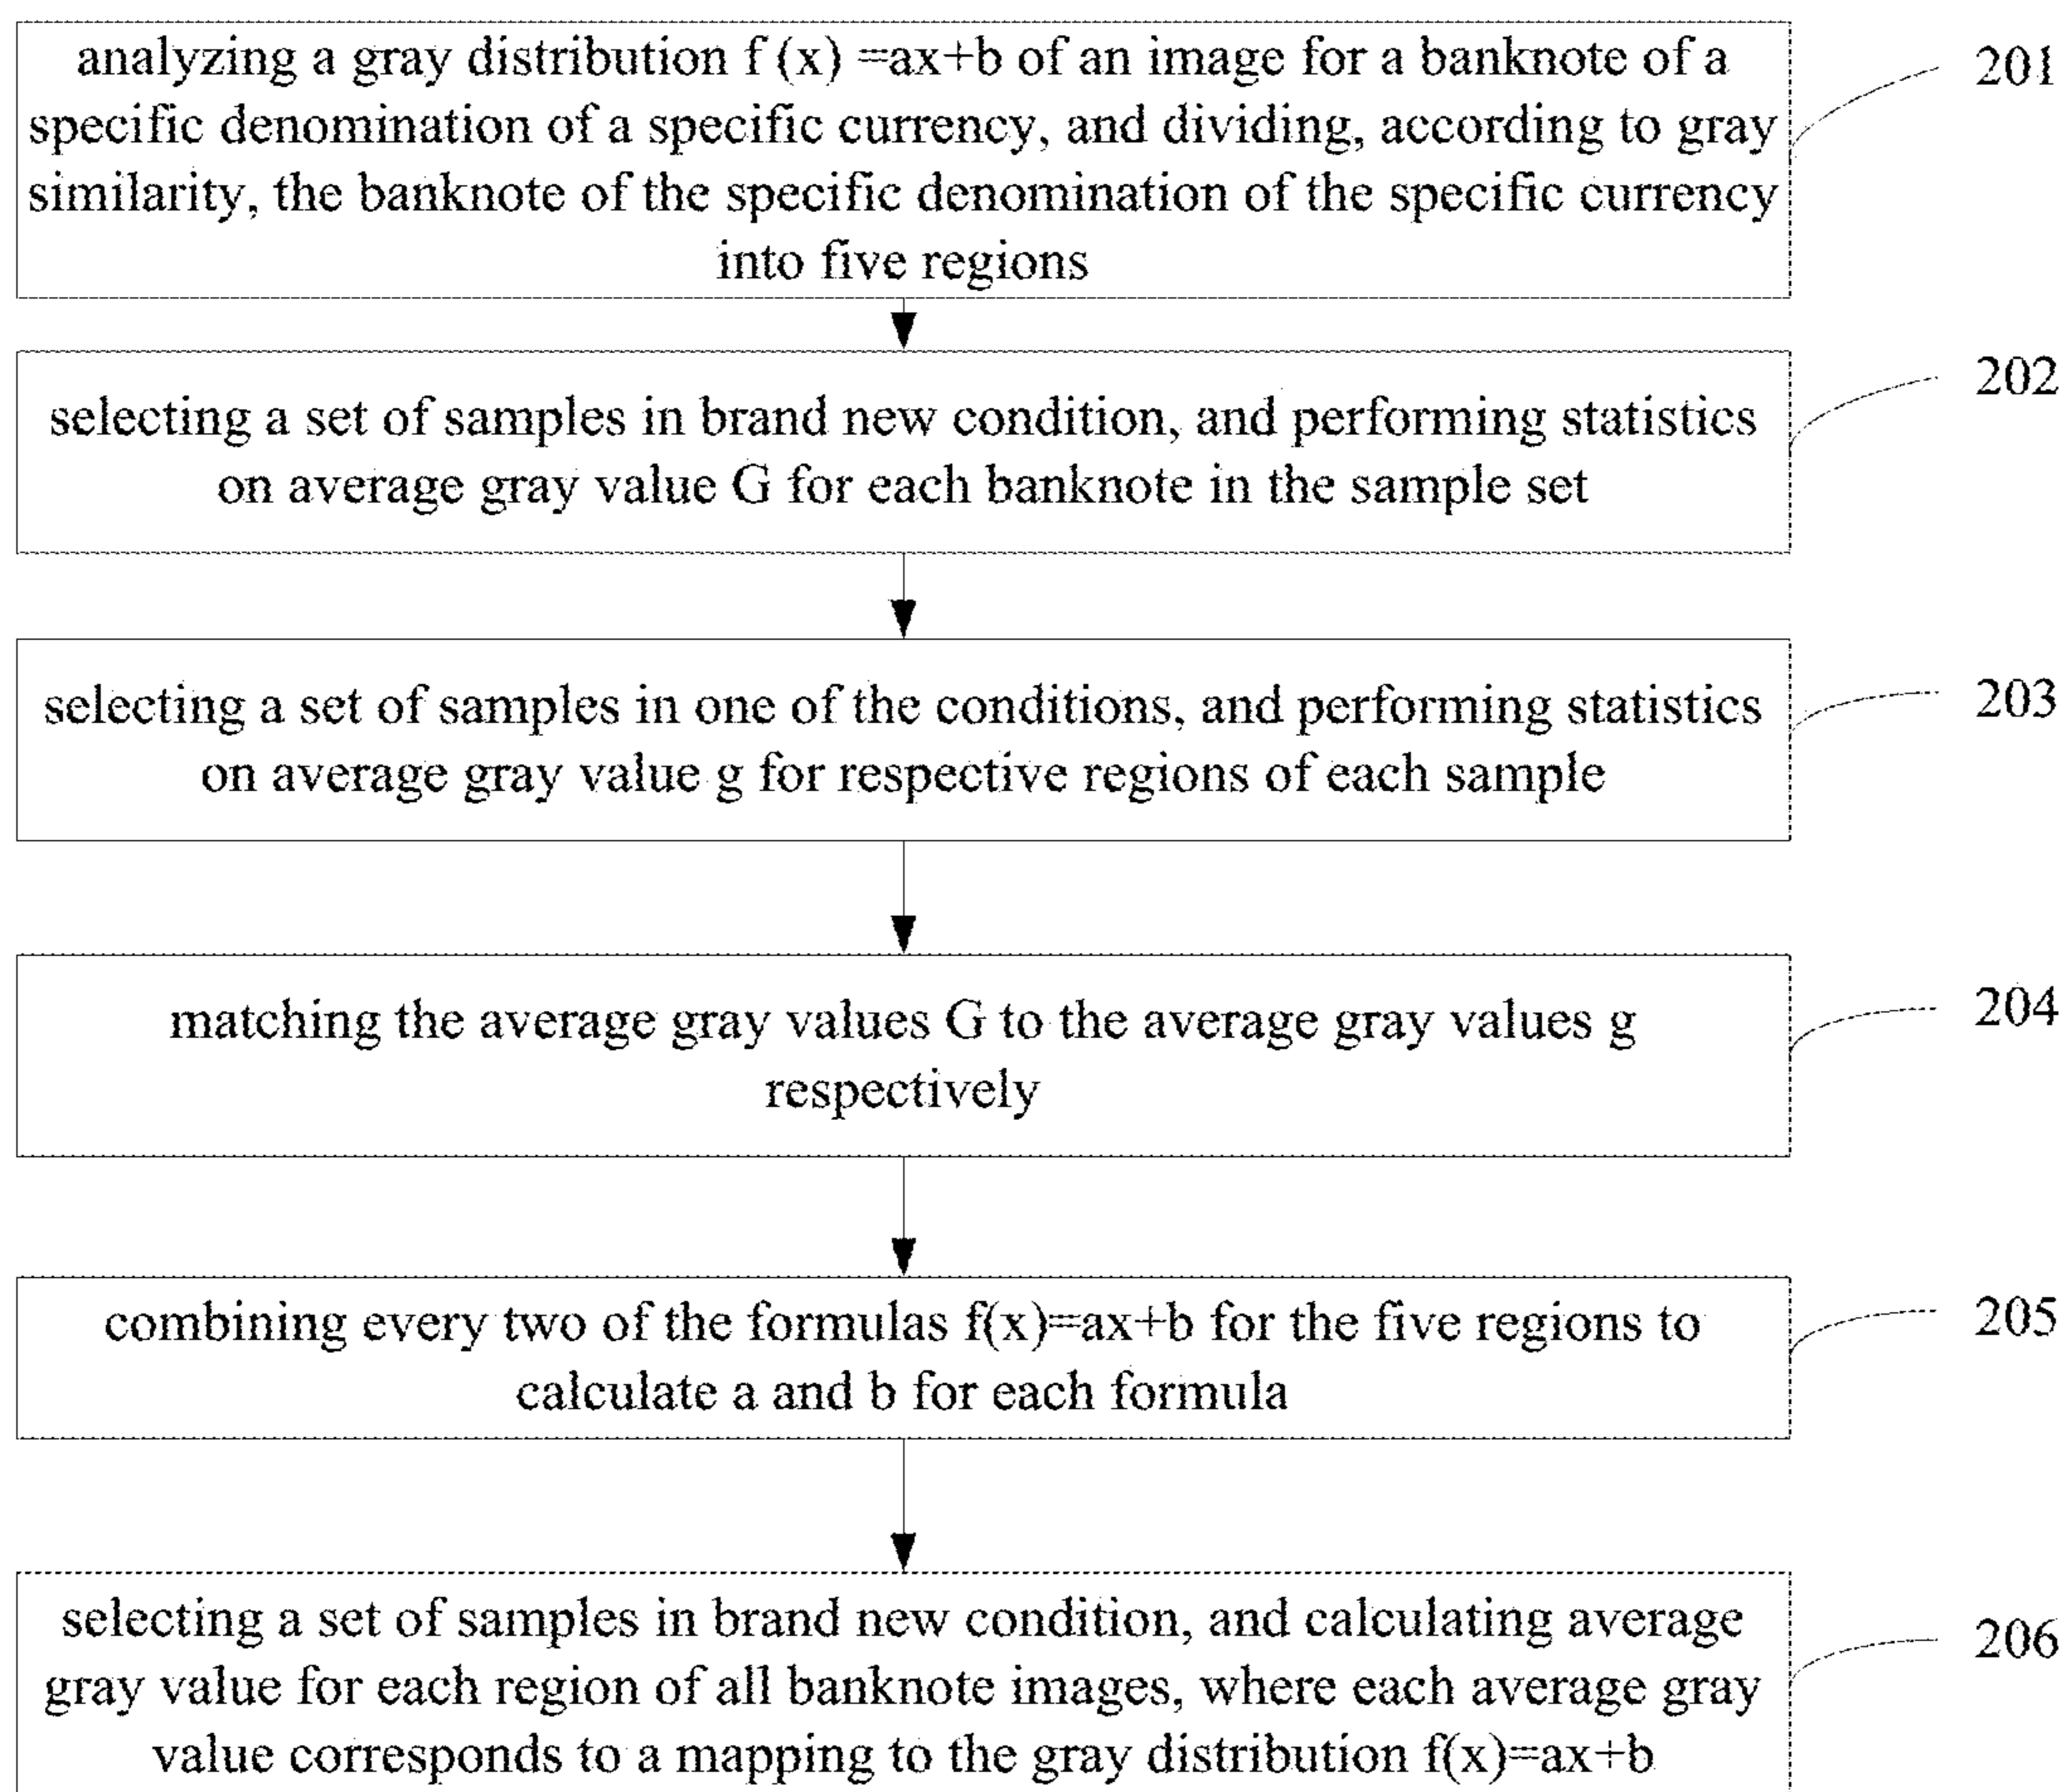 analyzing a gray distribution f (x) =ax+b of an image for a banknote of a
specific denomination of a specific currency, and dividing, according to gray
similarity, the banknote of the specific denomination of the specific currency
into five regions
201
selecting a set of samples in brand new condition, and performing statistics
on average gray value G for each banknote in the sample set
202
selecting a set of samples in one of the conditions, and performing statistics
on average gray value g for respective regions of each sample
203
matching the average gray values G to the average gray values g
respectively
204
combining every two of the formulas f(x)=ax+b for the five regions to
calculate a and b for each formula
205
selecting a set of samples in brand new condition, and calculating average
gray value for each region of all banknote images, where each average gray
value corresponds to a mapping to the gray distribution f(x)=ax+b
206